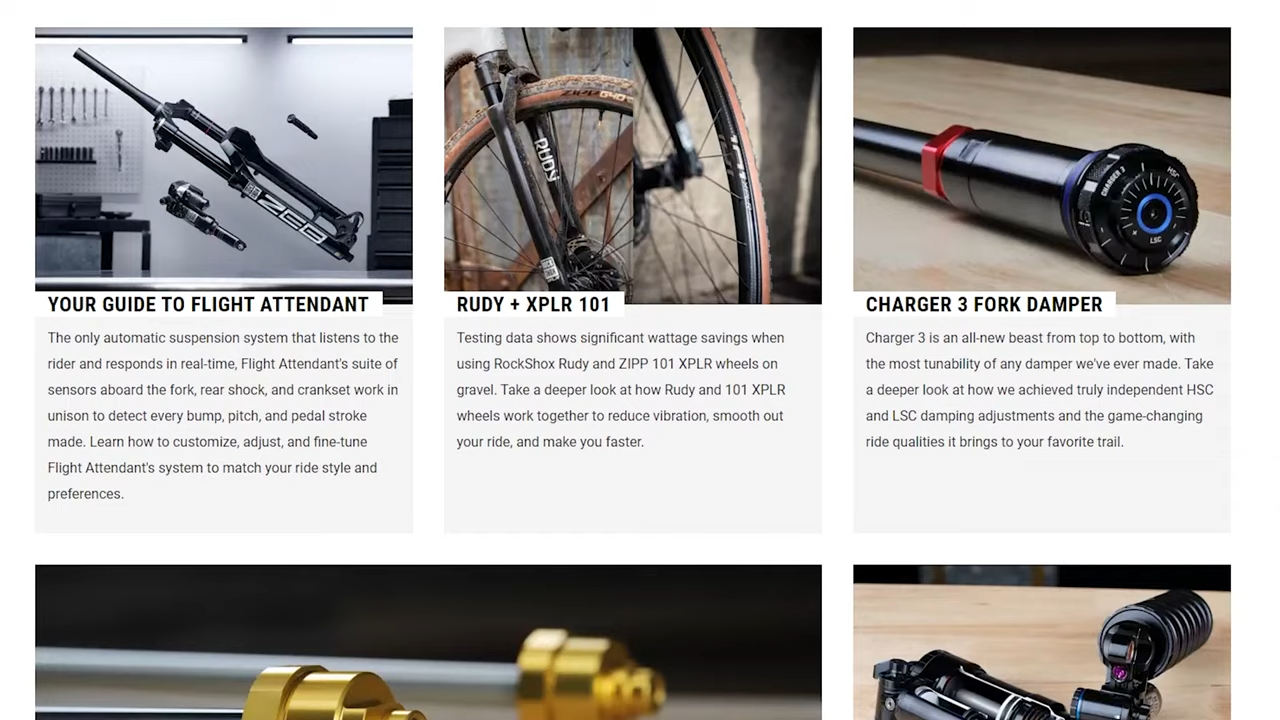 ZEB
RUDY
ZIPP G40
CHARGER 3
HSC
LSC
YOUR GUIDE TO FLIGHT ATTENDANT
The only automatic suspension system that listens to the
rider and responds in real-time, Flight Attendant's suite of
sensors aboard the fork, rear shock, and crankset work in
unison to detect every bump, pitch, and pedal stroke
made. Learn how to customize, adjust, and fine-tune
Flight Attendant's system to match your ride style and
preferences.
RUDY + XPLR 101
Testing data shows significant wattage savings when
using RockShox Rudy and ZIPP 101 XPLR wheels on
gravel. Take a deeper look at how Rudy and 101 XPLR
wheels work together to reduce vibration, smooth out
your ride, and make you faster.
CHARGER 3 FORK DAMPER
Charger 3 is an all-new beast from top to bottom, with
the most tunability of any damper we've ever made. Take
a deeper look at how we achieved truly independent HSC
and LSC damping adjustments and the game-changing
ride qualities it brings to your favorite trail.